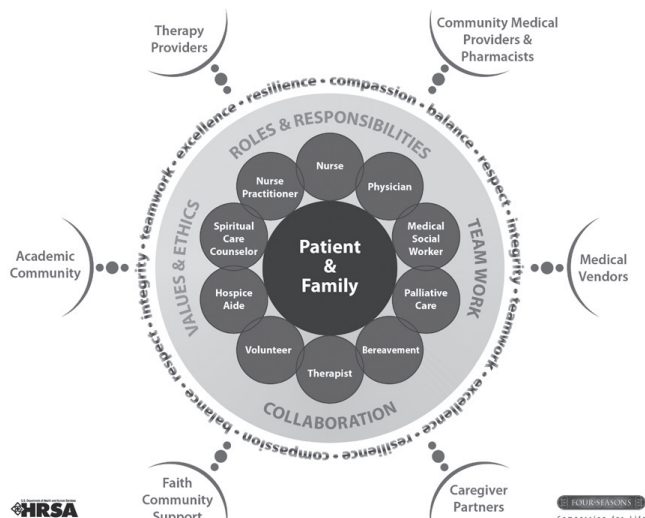 Therapy
Providers
Community Medical
Providers &
Pharmacists
excellence • resilience • compassion • balance • respect • integrity • teamwork • excellence • resilience • compassion • balance • respect • integrity • teamwork •
ROLES & RESPONSIBILITIES
Nurse
Nurse
Practitioner
Physician
Spiritual
Care
Counselor
Medical
Social
Worker
VALUES & ETHICS
Patient
&
Family
TEAM WORK
Academic
Community
Medical
Vendors
Hospice
Aide
Palliative
Care
Volunteer
Bereavement
Therapist
COLLABORATION
Faith
Community
Support
Caregiver
Partners
HRSA
FOUR SEASONS